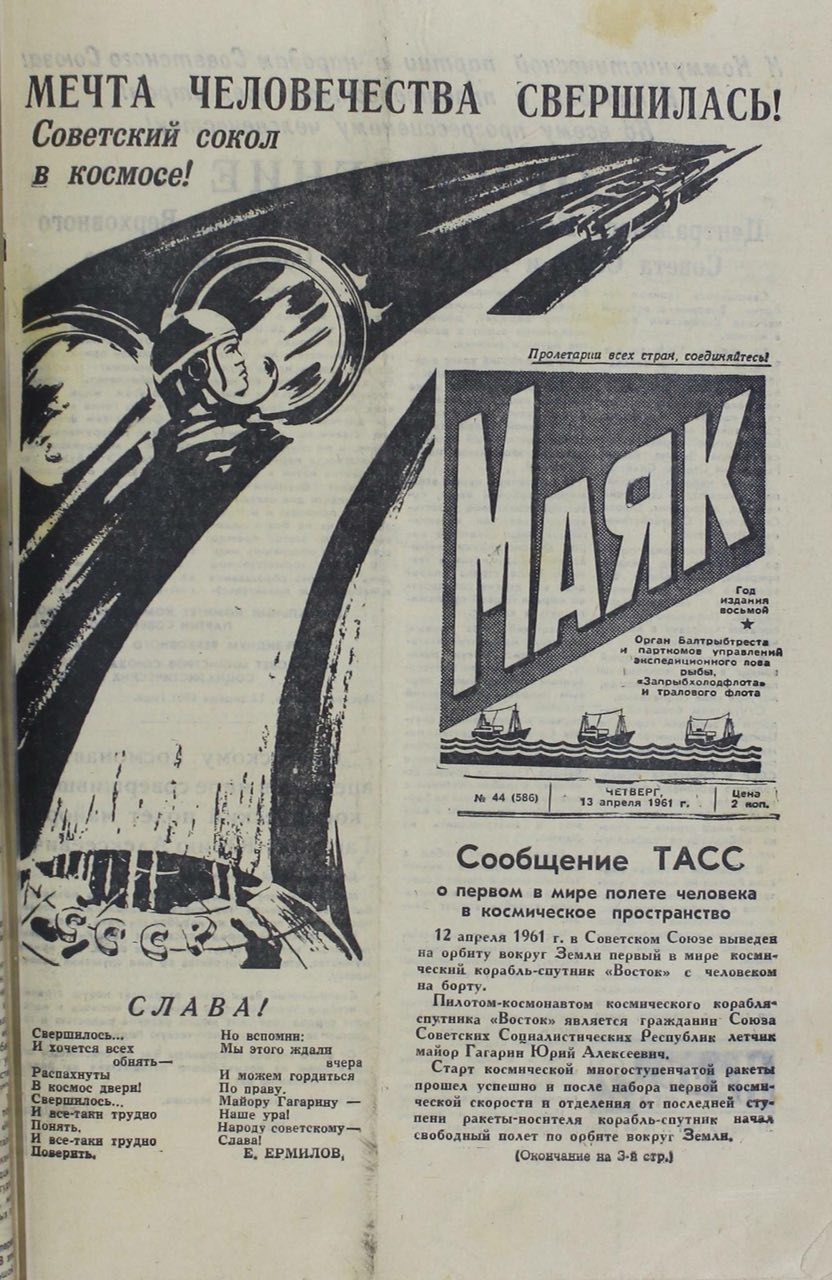 МЕЧТА ЧЕЛОВЕЧЕСТВА СВЕРШИЛАСЬ!
Советский сокол
в космосе!
Пролетарии всех стран, соединяйтесь!
МАЯК
Год
издания
восьмой
Орган Балтрыбтреста
и парткомов управлений
экспедиционного лова
рыбы,
«Запрыбхолодфлота»
и тралового флота
№ 44 (586)
ЧЕТВЕРГ,
13 апреля 1961 г.
Цена
2 коп.
СССР
СЛАВА!
Свершилось...
И хочется всех
обнять—
Распахнуты
В космос двери!
Свершилось...
И все-таки трудно
Понять,
И все-таки трудно
Поверить.
Но вспомни:
Мы этого ждали
вчера
И можем гордиться
По праву.
Майору Гагарину —
Наше ура!
Народу советскому—
Слава!
Е. ЕРМИЛОВ.
Сообщение ТАСС
о первом в мире полете человека
в космическое пространство
12 апреля 1961 г. в Советском Союзе выведен
на орбиту вокруг Земли первый в мире косми-
ческий корабль-спутник «Восток» с человеком
на борту.
Пилотом-космонавтом космического корабля-
спутника «Восток» является гражданин Союза
Советских Социалистических Республик летчик
майор Гагарин Юрий Алексеевич.
Старт космической многоступенчатой ракеты
прошел успешно и после набора первой косми-
ческой скорости и отделения от последней сту-
пени ракеты-носителя корабль-спутник начал
свободный полет по орбите вокруг Земли.
(Окончание на 3-й стр.)